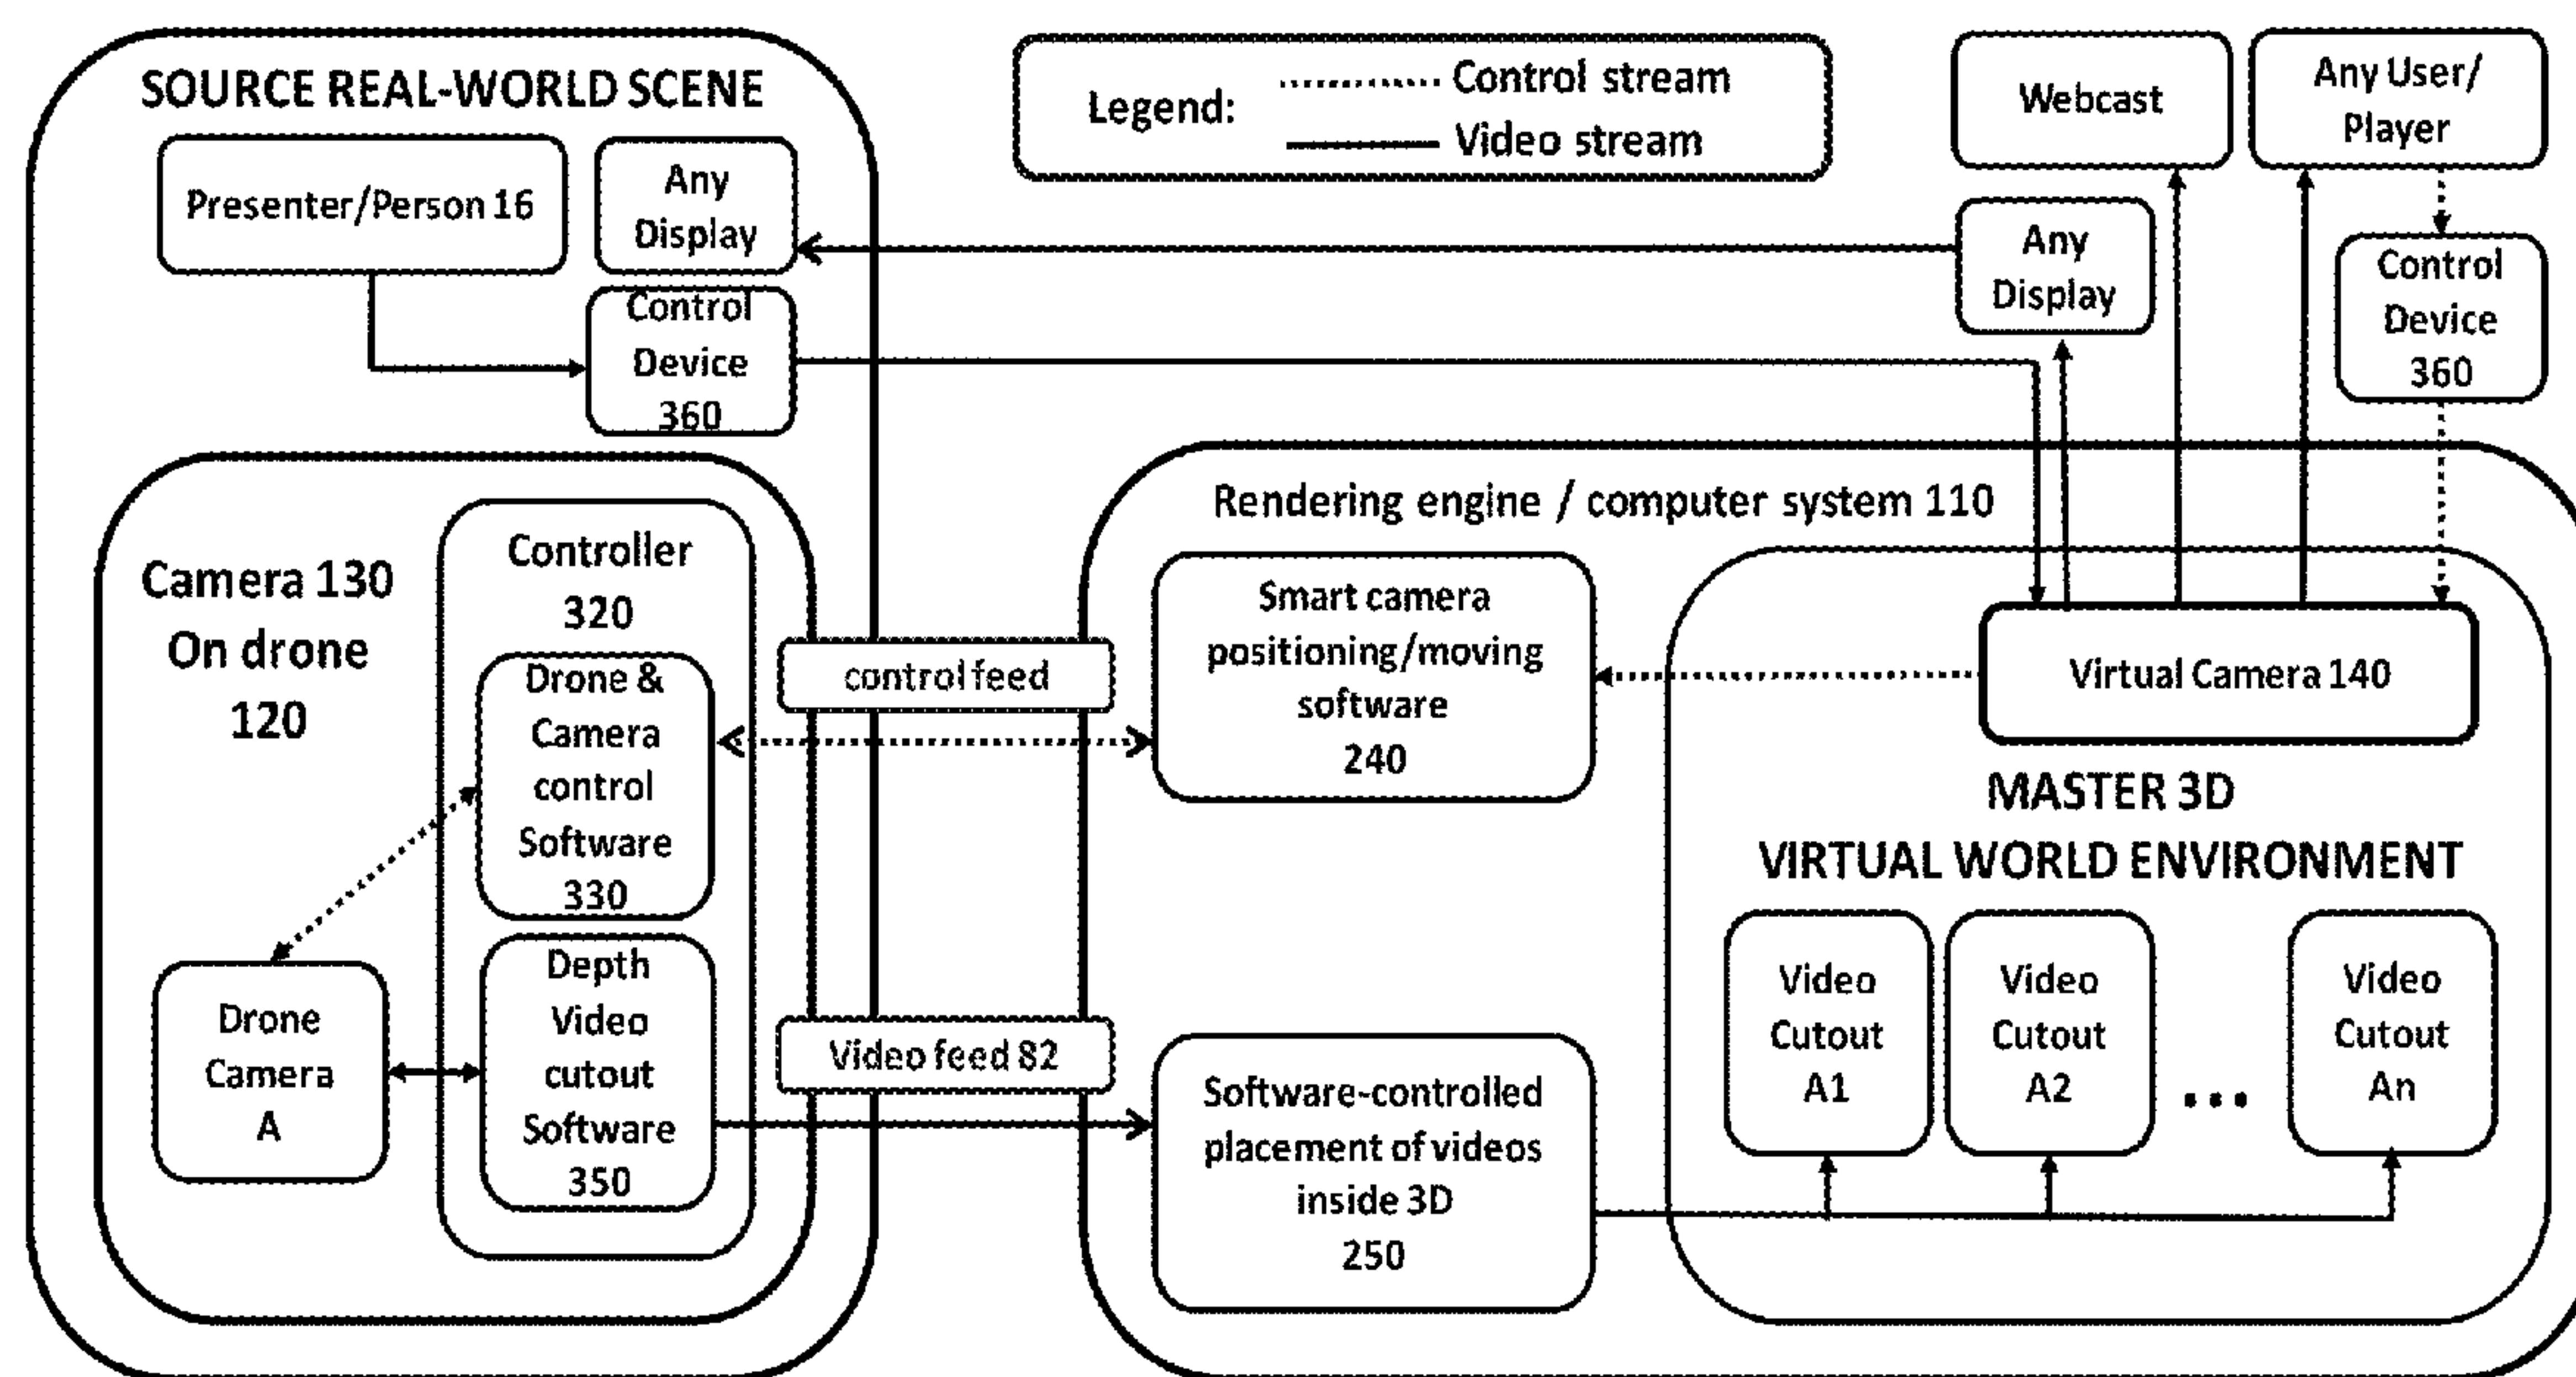 SOURCE REAL-WORLD SCENE
Presenter/Person 16
Any
Display
Control
Device
360
Legend:
Control stream
Video stream
Webcast
Any User/
Player
Any
Display
Control
Device
360
Camera 130
On drone
120
Controller
320
Drone &
Camera
control
Software
330
Drone
Camera
A
Depth
Video
cutout
Software
350
control feed
Video feed 82
Rendering engine / computer system 110
Smart camera
positioning/moving
software
240
Software-controlled
placement of videos
inside 3D
250
Virtual Camera 140
MASTER 3D
VIRTUAL WORLD ENVIRONMENT
Video
Cutout
A1
Video
Cutout
A2
...
Video
Cutout
An